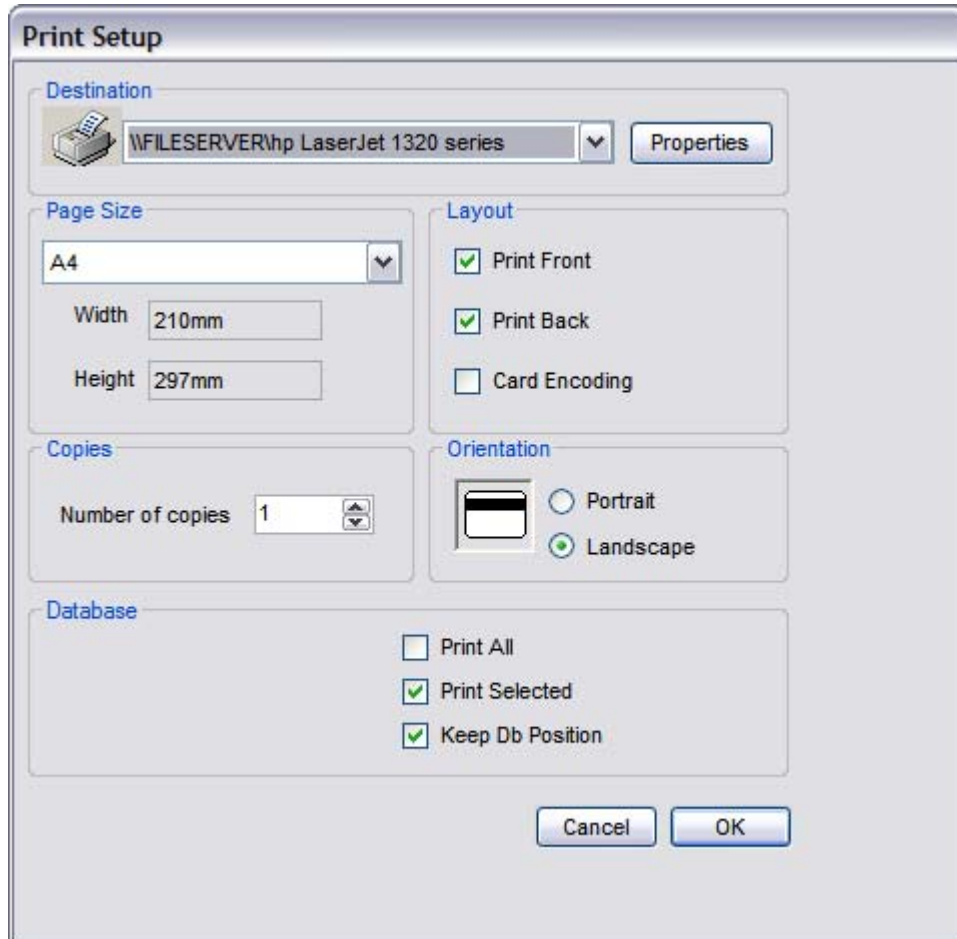 Print Setup
Destination
\\FILESERVER\hp LaserJet 1320 series
Properties
Page Size
A4
Width 210mm
Height 297mm
Layout
Print Front
Print Back
Card Encoding
Copies
Number of copies 1
Orientation
Portrait
Landscape
Database
Print All
Print Selected
Keep Db Position
Cancel OK